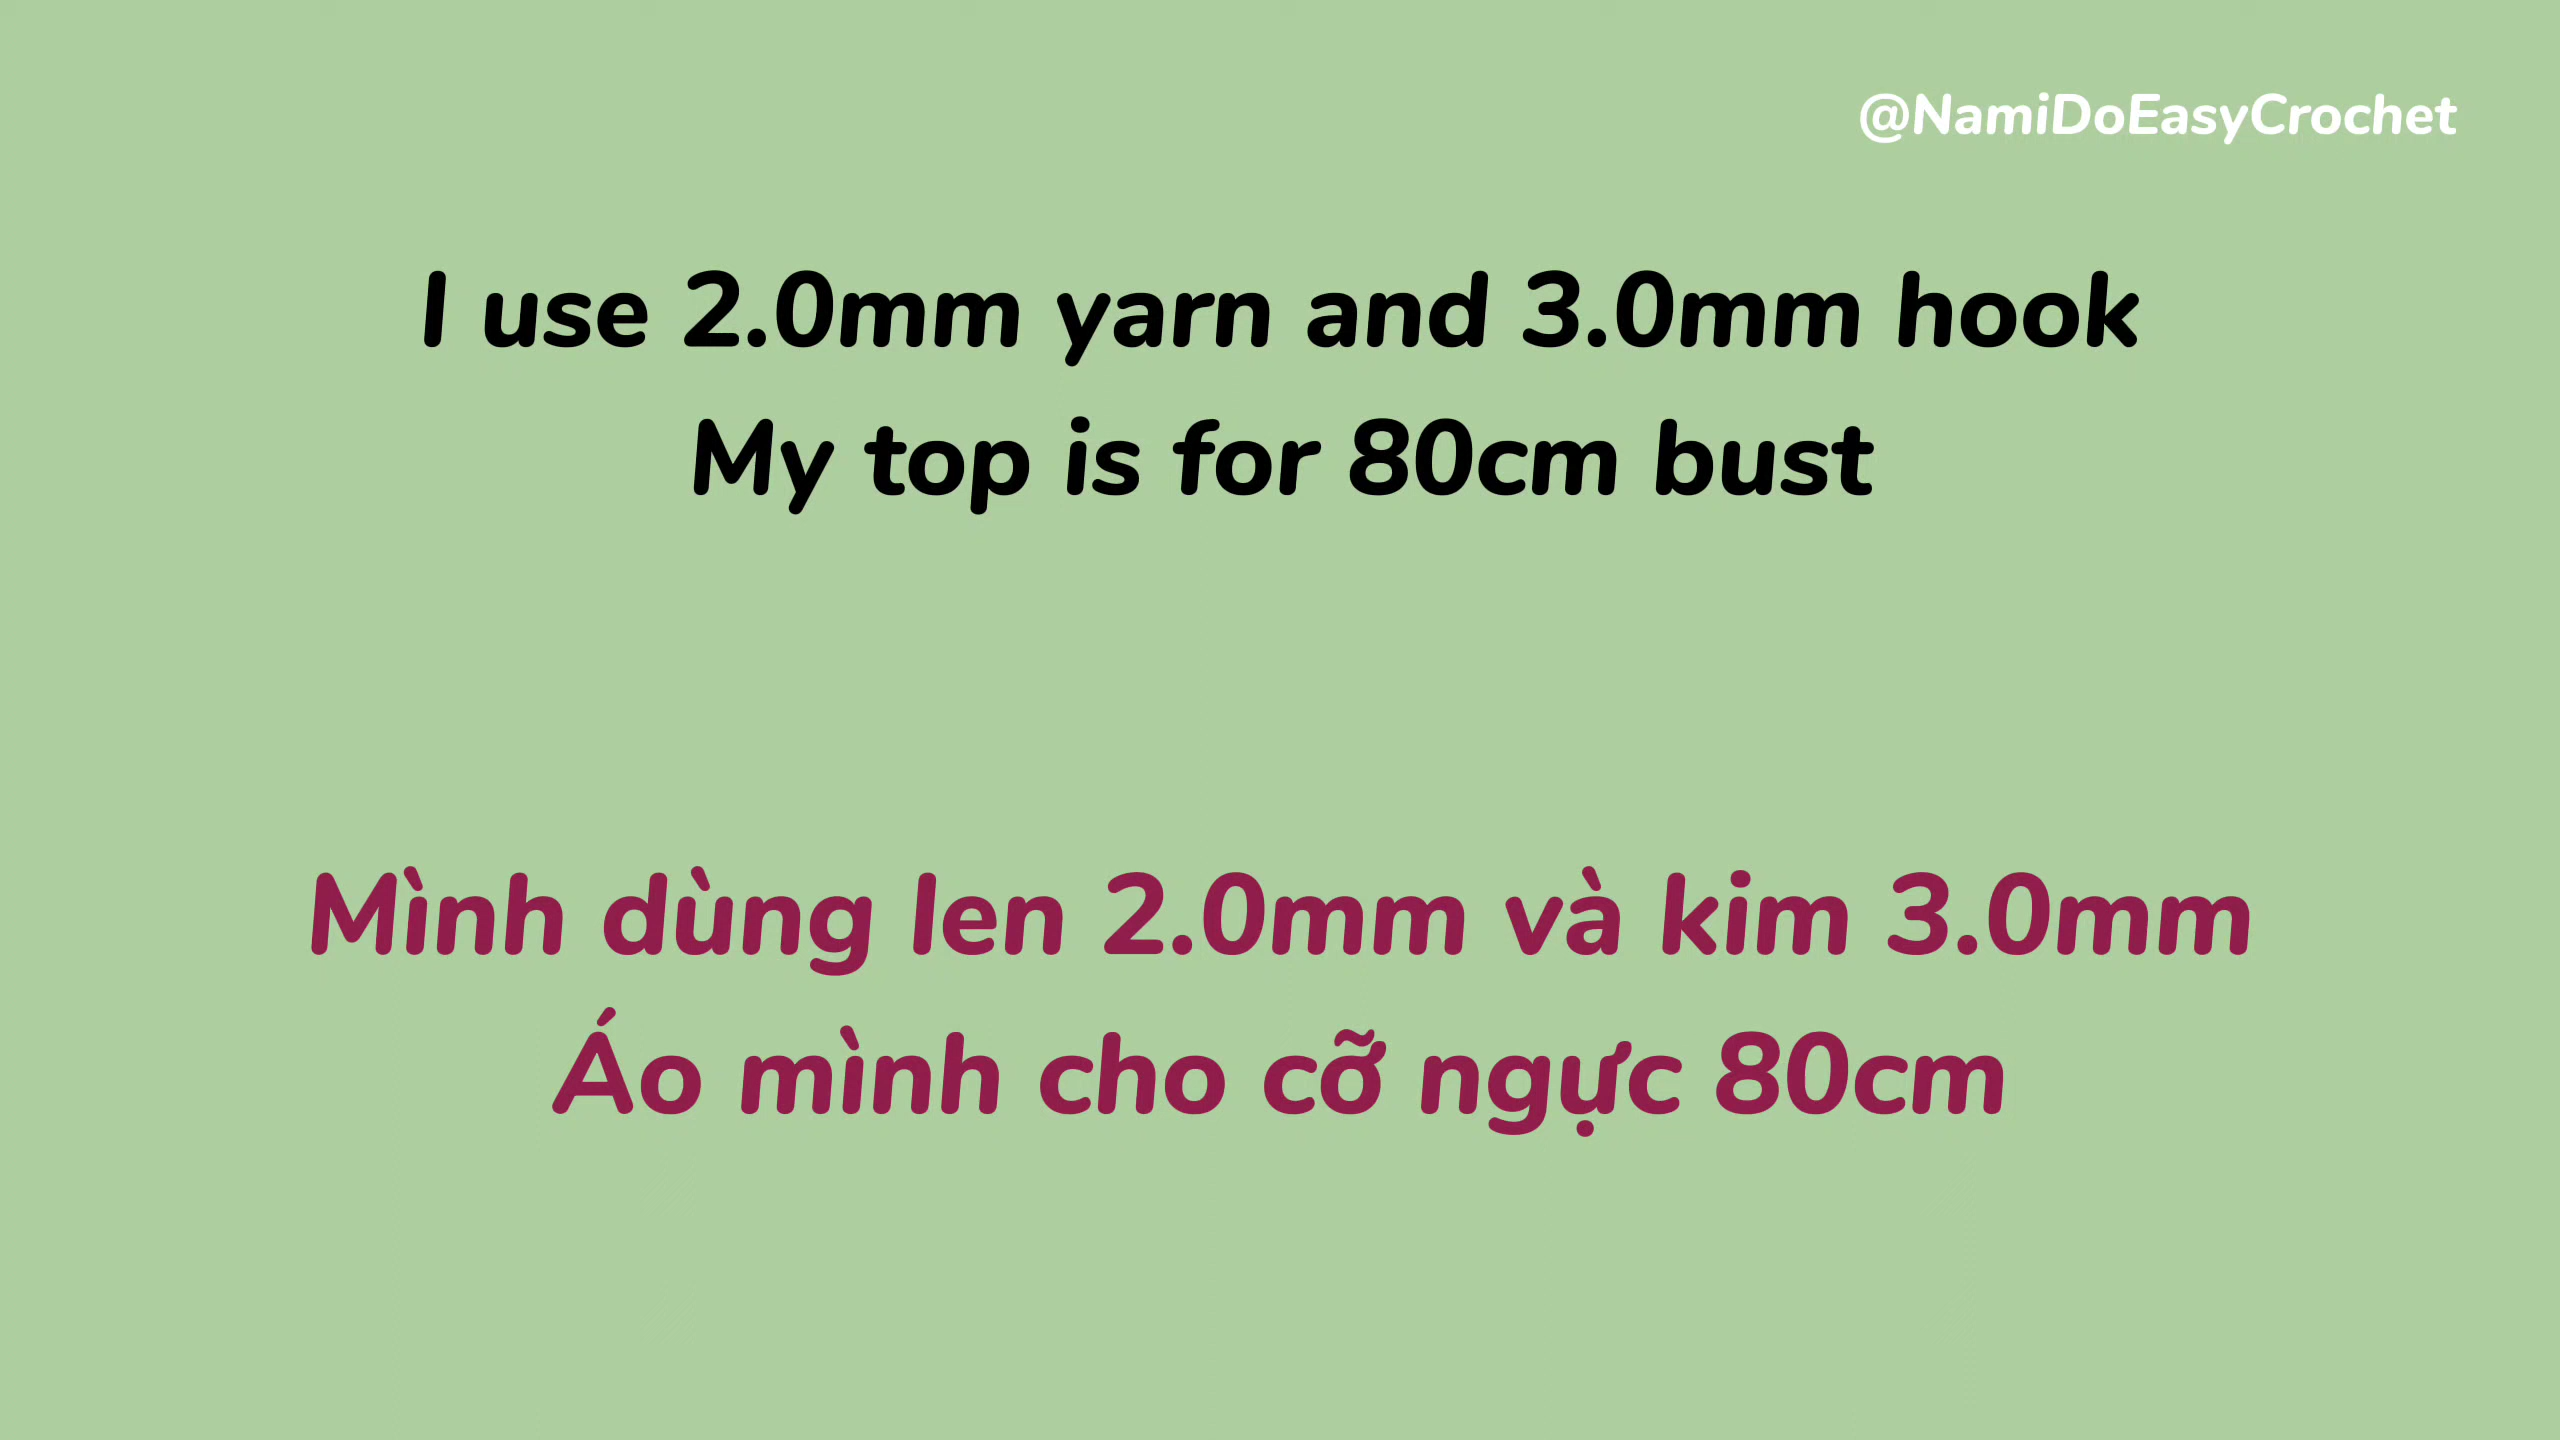 @NamiDoEasyCrochet
I use 2.0mm yarn and 3.0mm hook
My top is for 80cm bust
Mình dùng len 2.0mm và kim 3.0mm
Áo mình cho cỡ ngực 80cm